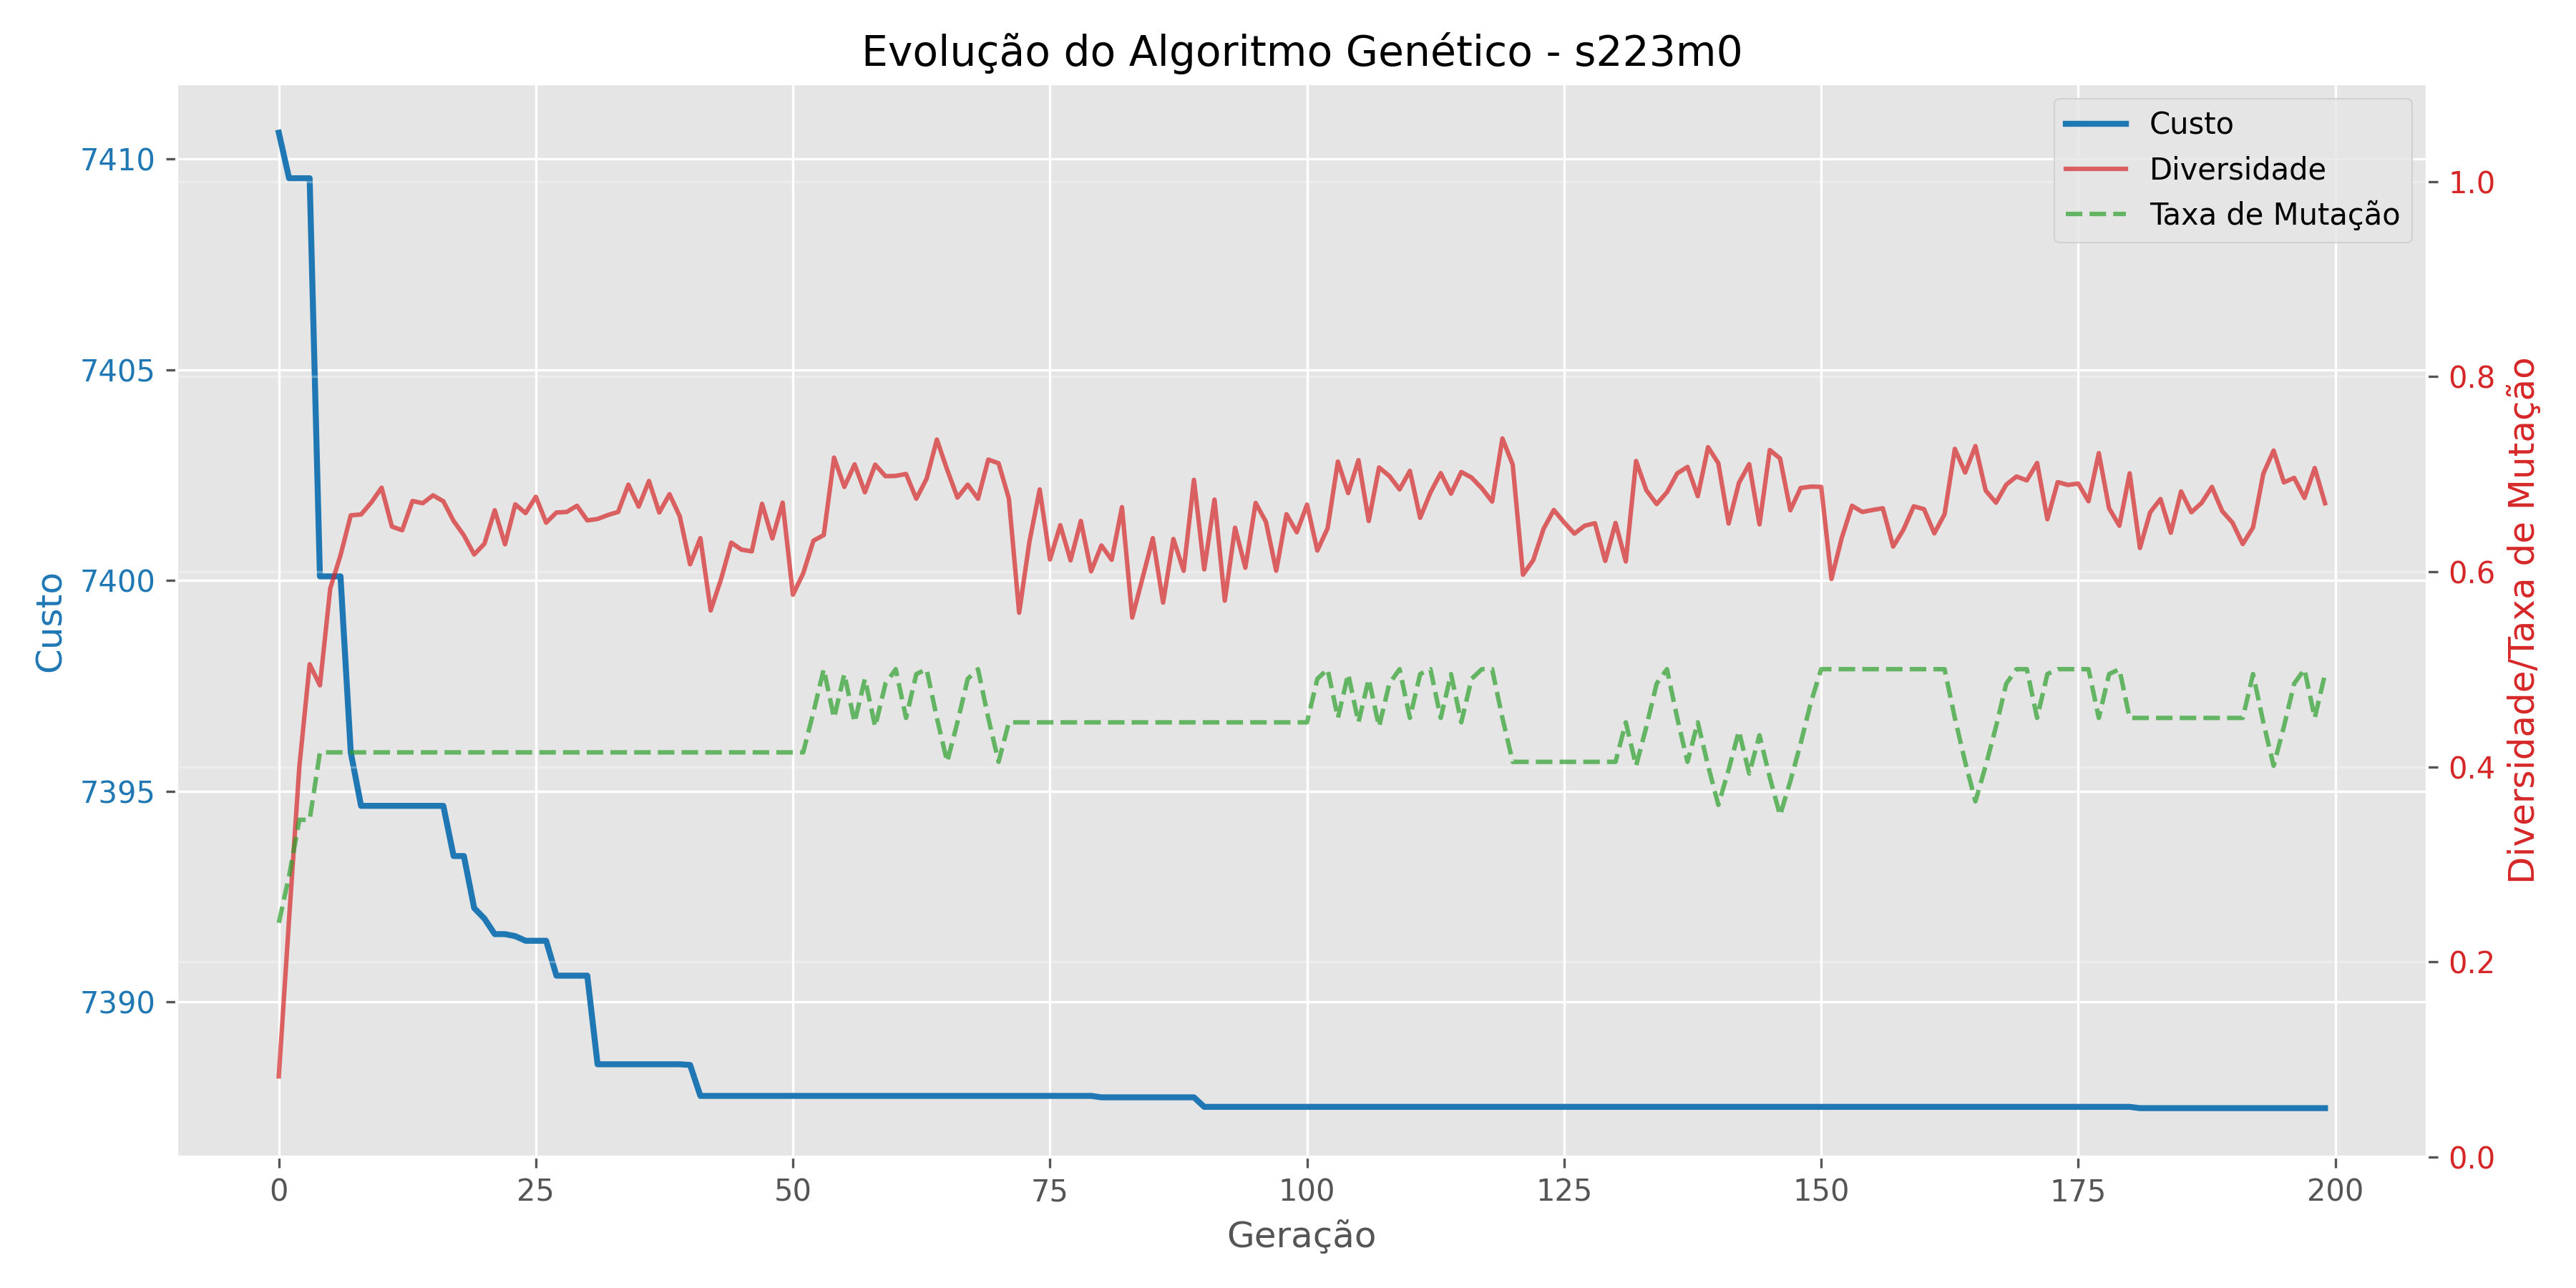 Evolução do Algoritmo Genético - s223m0
Custo
Diversidade
Taxa de Mutação
7410
7405
7400
7395
7390
Custo
1.0
0.8
0.6
0.4
0.2
0.0
Diversidade/Taxa de Mutação
0 25 50 75 100 125 150 175 200
Geração